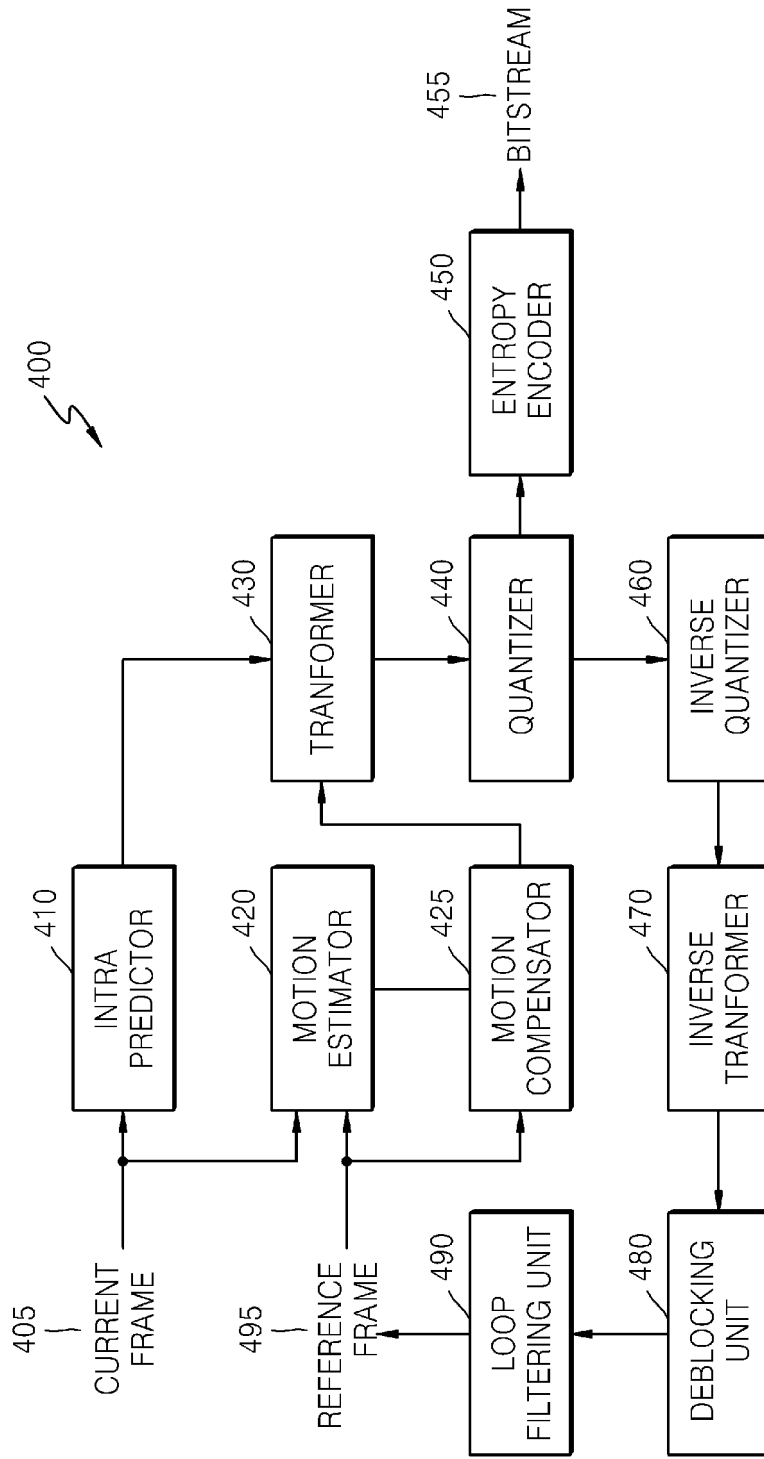 400
405
CURRENT
FRAME
410
INTRA
PREDICTOR
495
REFERENCE
FRAME
420
MOTION
ESTIMATOR
430
TRANFORMER
425
MOTION
COMPENSATOR
440
QUANTIZER
450
ENTROPY
ENCODER
455
BITSTREAM
490
LOOP
FILTERING UNIT
480
DEBLOCKING
UNIT
470
INVERSE
TRANFORMER
460
INVERSE
QUANTIZER